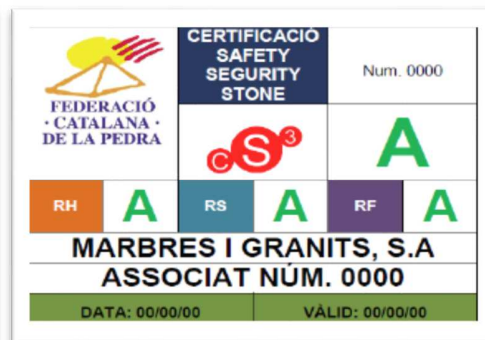 FEDERACIÓ
· CATALANA ·
DE LA PEDRA
CERTIFICACIÓ
SAFETY
SEGURITY
STONE
Num. 0000
CS3
A
RH A RS A RF A
MARBRES I GRANITS, S.A
ASSOCIAT NÚM. 0000
DATA: 00/00/00 VÀLID: 00/00/00